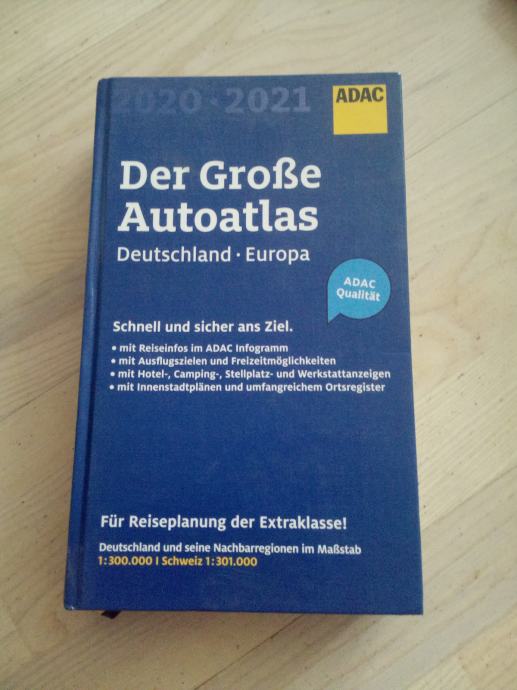 2020 · 2021
ADAC
Der Große
Autoatlas
Deutschland · Europa
ADAC
Qualität
Schnell und sicher ans Ziel.
• mit Reiseinfos im ADAC Infogramm
• mit Ausflugszielen und Freizeitmöglichkeiten
• mit Hotel-, Camping-, Stellplatz- und Werkstattanzeigen
• mit Innenstadtplänen und umfangreichem Ortsregister
Für Reiseplanung der Extraklasse!
Deutschland und seine Nachbarregionen im Maßstab
1:300.000 I Schweiz 1:301.000